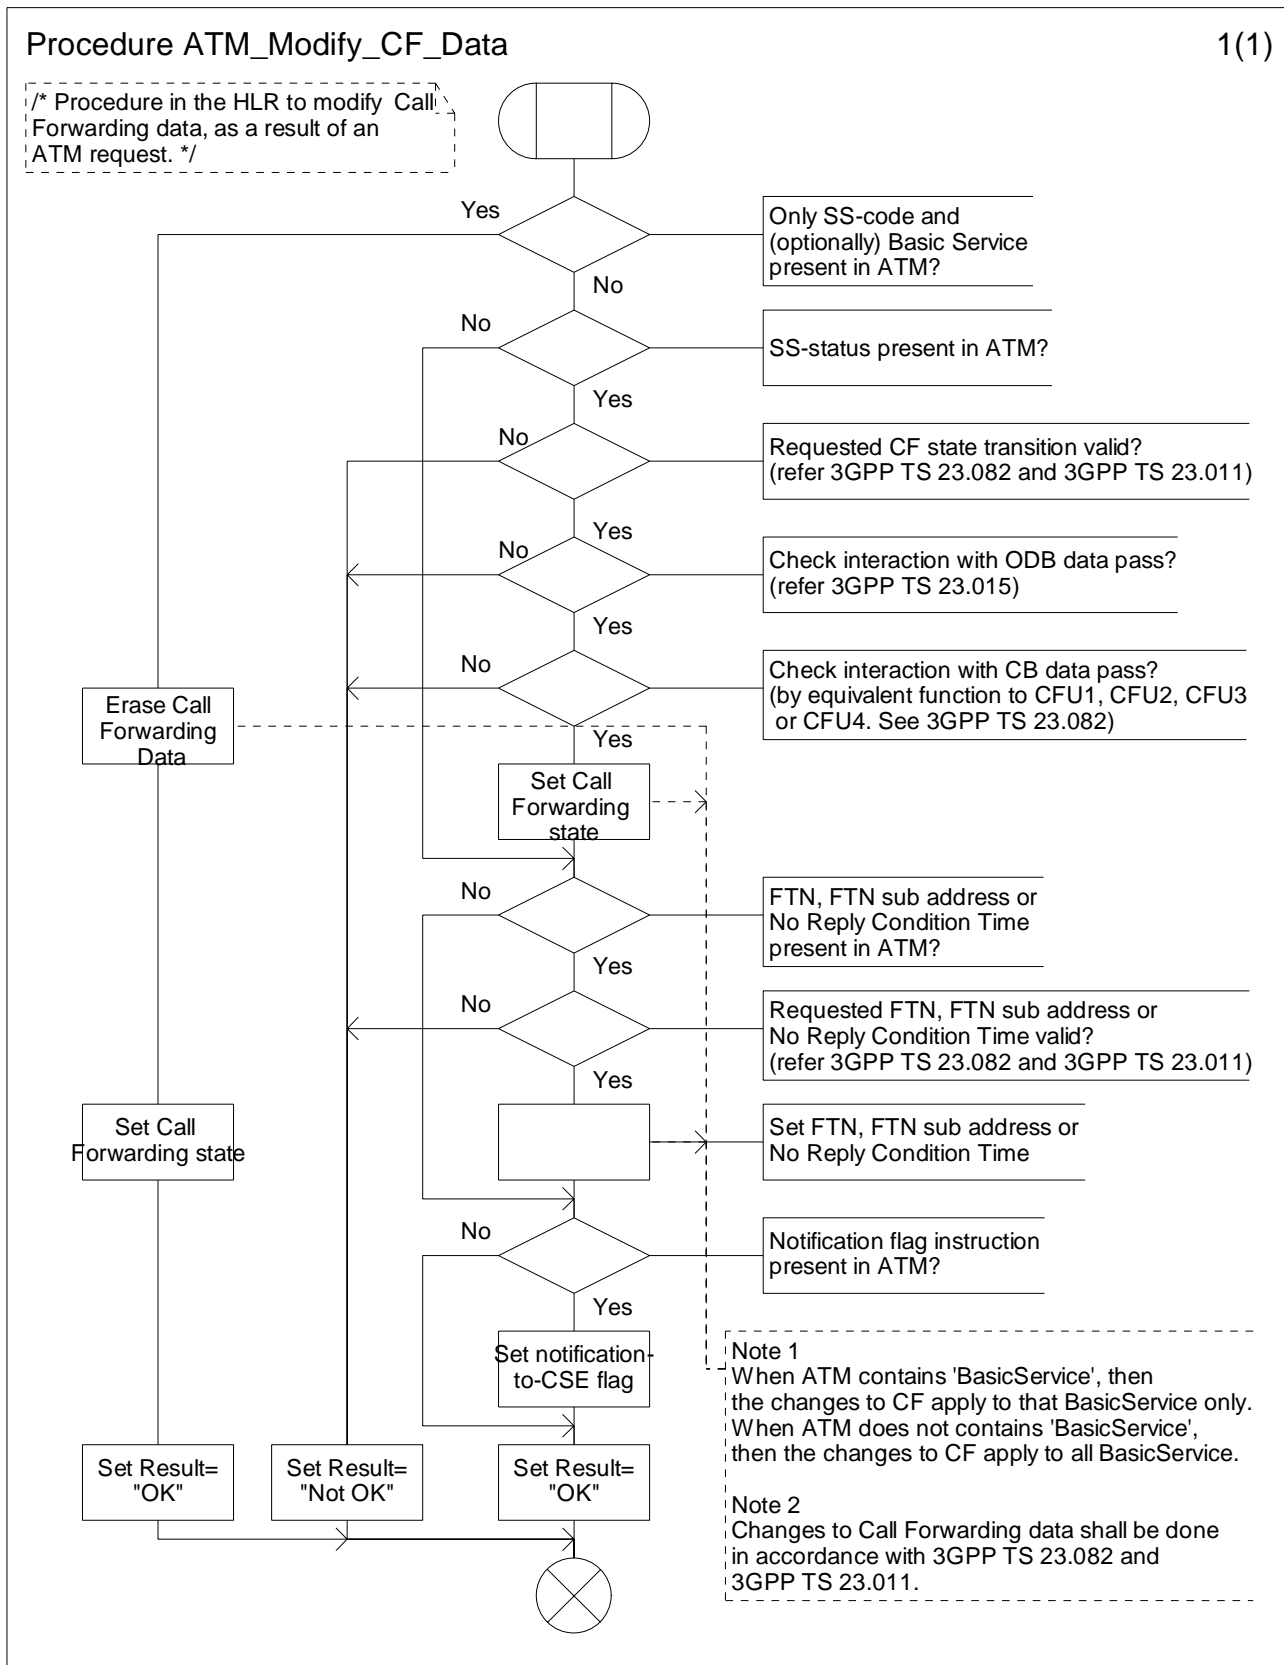 Procedure ATM_Modify_CF_Data
1(1)
/* Procedure in the HLR to modify Call
Forwarding data, as a result of an
ATM request. */
Yes
Only SS-code and
(optionally) Basic Service
present in ATM?
No
No
SS-status present in ATM?
Yes
No
Requested CF state transition valid?
(refer 3GPP TS 23.082 and 3GPP TS 23.011)
Yes
No
Check interaction with ODB data pass?
(refer 3GPP TS 23.015)
Yes
No
Check interaction with CB data pass?
(by equivalent function to CFU1, CFU2, CFU3
or CFU4. See 3GPP TS 23.082)
Erase Call
Forwarding
Data
Yes
Set Call
Forwarding
state
No
FTN, FTN sub address or
No Reply Condition Time
present in ATM?
Yes
No
Requested FTN, FTN sub address or
No Reply Condition Time valid?
(refer 3GPP TS 23.082 and 3GPP TS 23.011)
Yes
Set Call
Forwarding state
Set FTN, FTN sub address or
No Reply Condition Time
No
Notification flag instruction
present in ATM?
Yes
Set notification-
to-CSE flag
Note 1
When ATM contains 'BasicService', then
the changes to CF apply to that BasicService only.
When ATM does not contains 'BasicService',
then the changes to CF apply to all BasicService.
Set Result=
"OK"
Set Result=
"Not OK"
Set Result=
"OK"
Note 2
Changes to Call Forwarding data shall be done
in accordance with 3GPP TS 23.082 and
3GPP TS 23.011.